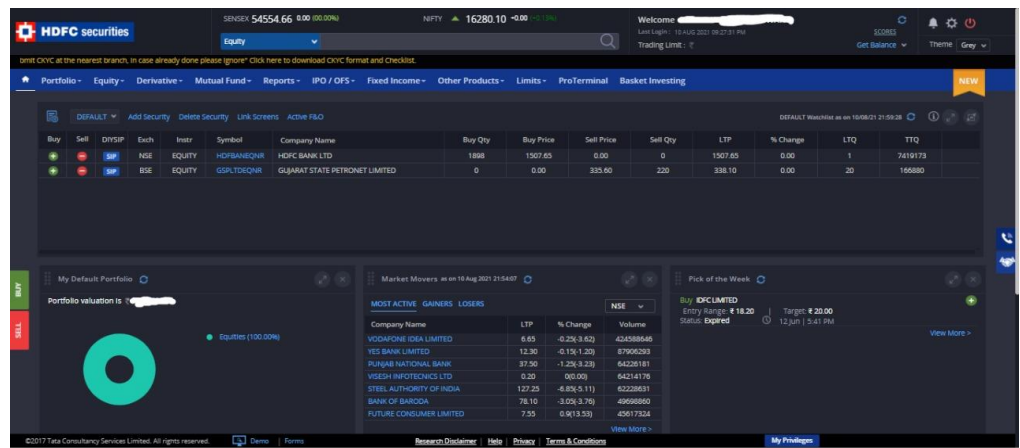 HDFC securities
SENSEX 54554.66 0.00 (00.00%)
NIFTY 16280.10 +0.00
Equity
Welcome
Last Login : 10 AUG 2021 09:27:31 PM
Trading Limit : ₹
SCORES
Get Balance
Theme Grey
bmit CKYC at the nearest branch, in case already done please ignore* Click here to download CKYC format and Checklist.
Portfolio Equity Derivative Mutual Fund Reports IPO / OFS Fixed Income Other Products Limits ProTerminal Basket Investing NEW
DEFAULT Add Security Delete Security Link Screens Active F&O DEFAULT Watchlist as on 10/08/21 21:59:28
Buy Sell DIYSIP Exch Instr Symbol Company Name Buy Qty Buy Price Sell Price Sell Qty LTP % Change LTQ TTQ
SIP NSE EQUITY HDFBANEQNR HDFC BANK LTD 1898 1507.65 0.00 0 1507.65 0.00 1 7419173
SIP BSE EQUITY GSPLTDEQNR GUJARAT STATE PETRONET LIMITED 0 0.00 335.60 220 338.10 0.00 20 166880
BUY
SELL
My Default Portfolio
Portfolio valuation is ₹
Equities (100.00%)
Market Movers as on 10 Aug 2021 21:54:07
MOST ACTIVE GAINERS LOSERS NSE
Company Name LTP % Change Volume
VODAFONE IDEA LIMITED 6.65 -0.25(-3.62) 424588646
YES BANK LIMITED 12.30 -0.15(-1.20) 87906293
PUNJAB NATIONAL BANK 37.50 -1.25(-3.23) 64226181
VISESH INFOTECNICS LTD 0.20 0(0.00) 64214176
STEEL AUTHORITY OF INDIA 127.25 -6.85(-5.11) 62228631
BANK OF BARODA 78.10 -3.05(-3.76) 49698860
FUTURE CONSUMER LIMITED 7.55 0.9(13.53) 45617324
View More >
Pick of the Week
Buy IDFC LIMITED
Entry Range: ₹ 18.20 | Target: ₹ 20.00
Status: Expired 12 Jun | 5:41 PM
View More >
©2017 Tata Consultancy Services Limited. All rights reserved. Demo | Forms Research Disclaimer | Help | Privacy | Terms & Conditions My Privileges